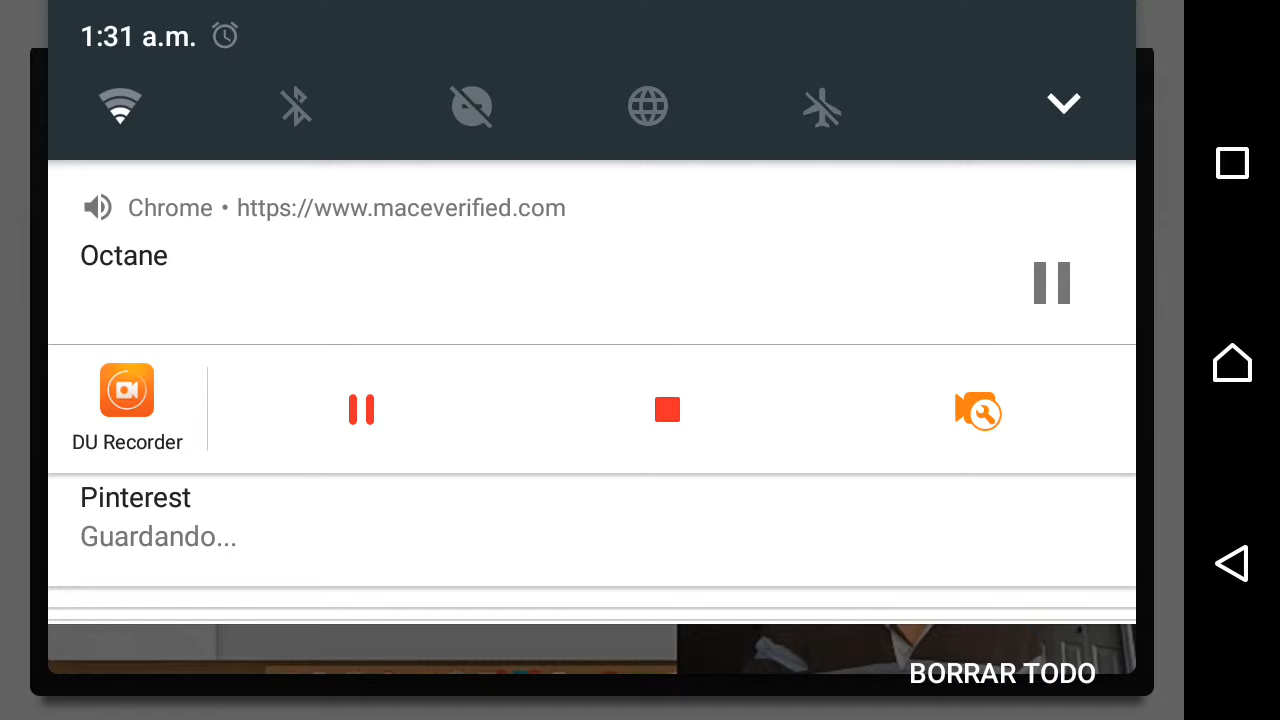 1:31 a.m.
Chrome • https://www.maceverified.com
Octane
DU Recorder
Pinterest
Guardando...
BORRAR TODO